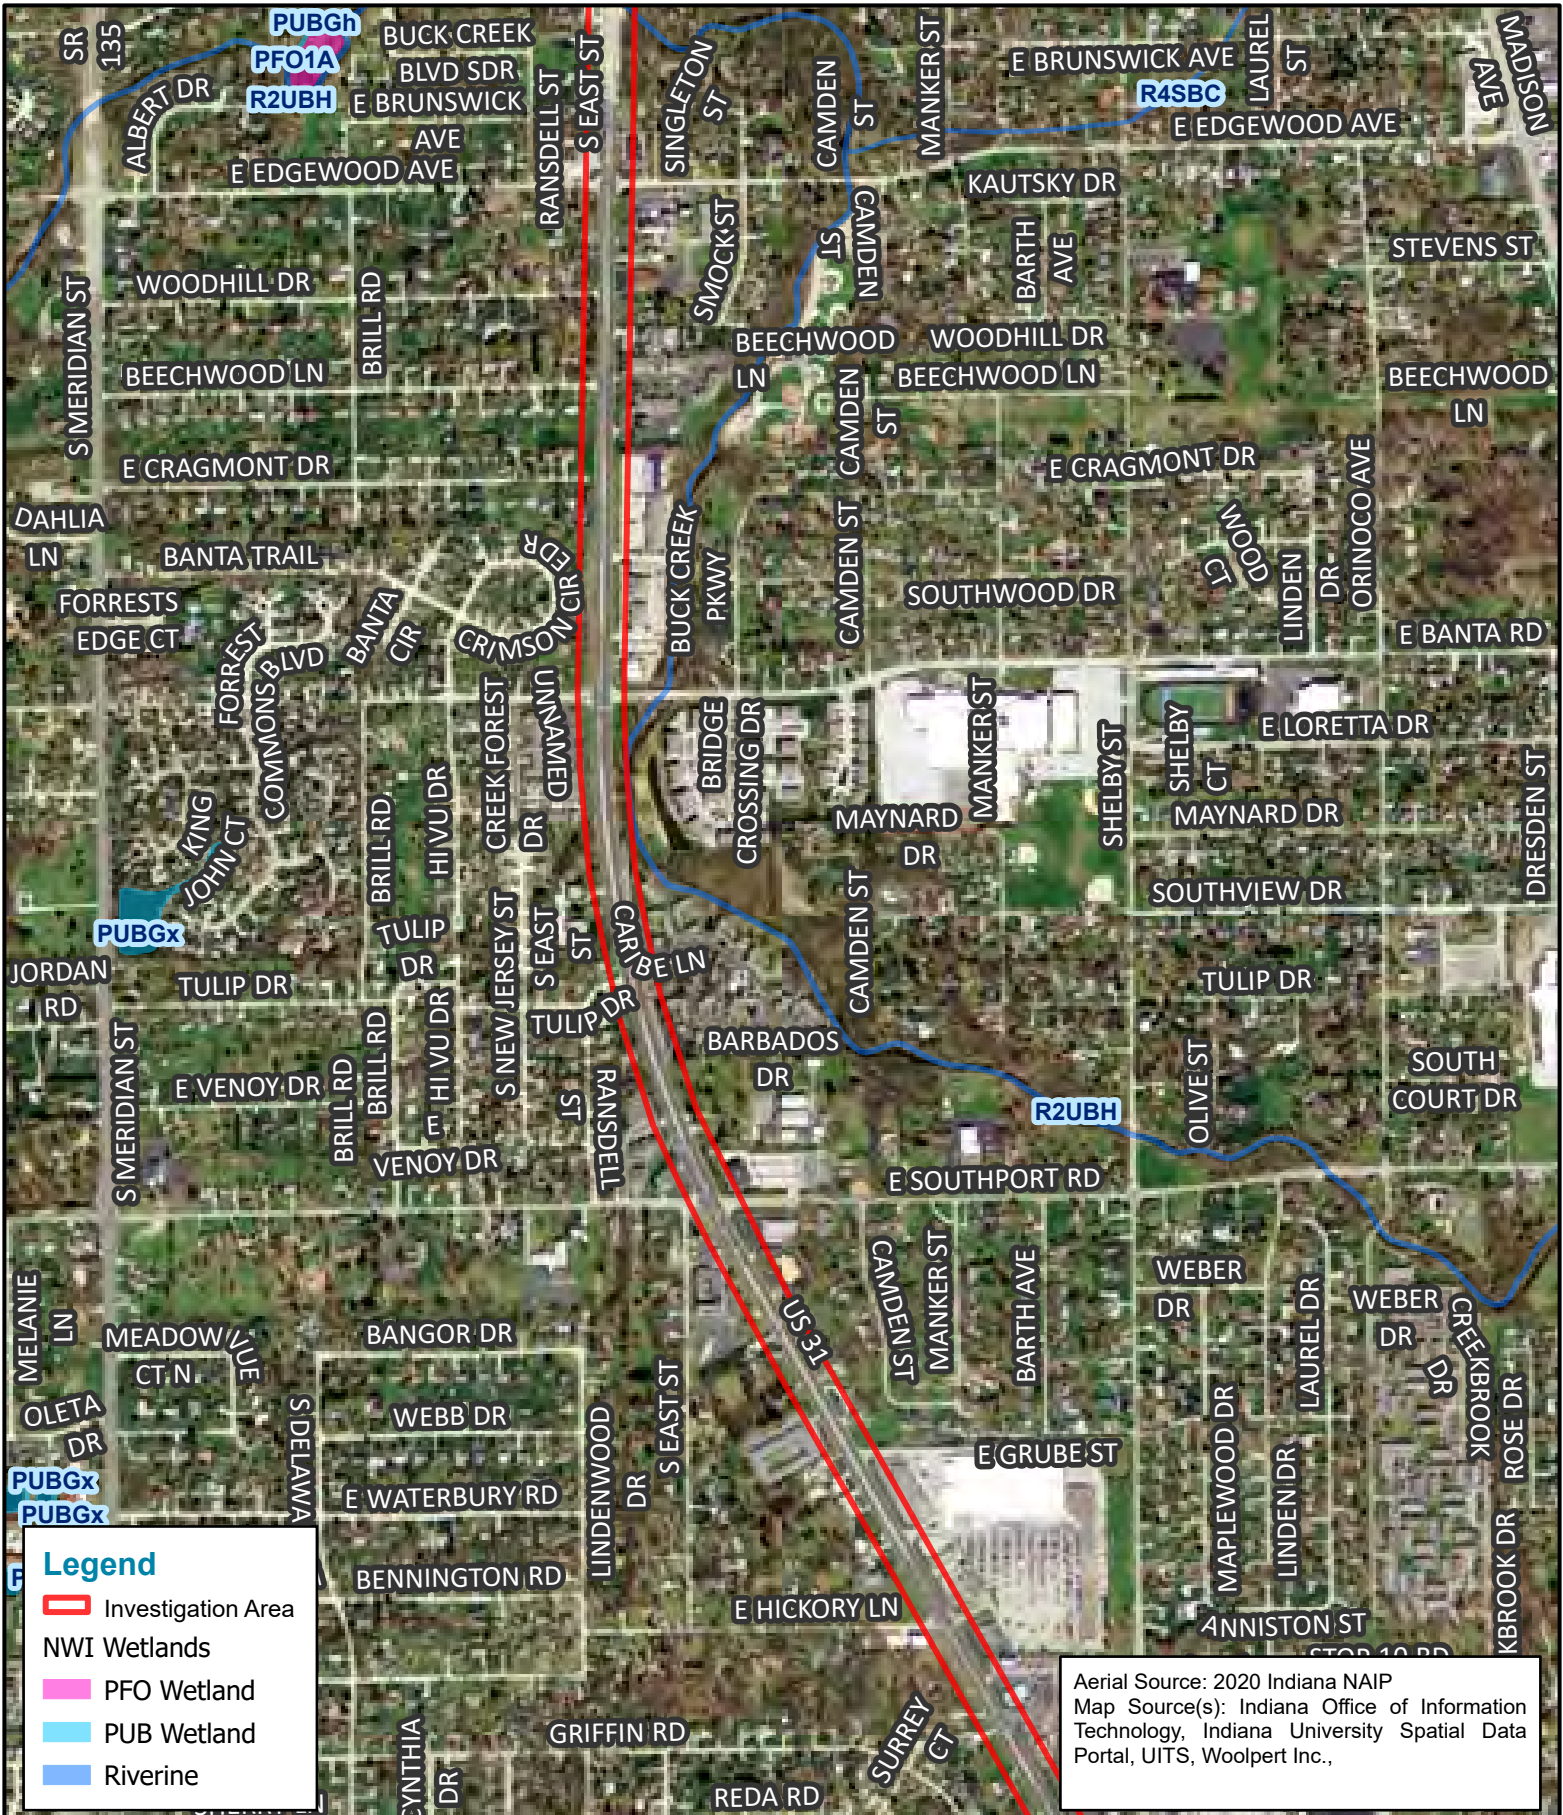 PUBGh
BUCK CREEK
SR
135
PFO1A
BLVD SDR
R2UBH
E BRUNSWICK
AVE
ALBERT DR
E EDGEWOOD AVE
RANSDELL ST
S EAST ST
SINGLETON
ST
CAMDEN
ST
MANKER ST
E BRUNSWICK AVE
LAUREL
ST
R4SBC
E EDGEWOOD AVE
MADISON
AVE
KAUTSKY DR
SMOCK ST
CAMDEN
ST
BARTH
AVE
STEVENS ST
WOODHILL DR
S MERIDIAN ST
BRILL RD
BEECHWOOD
LN
WOODHILL DR
BEECHWOOD LN
BEECHWOOD LN
BEECHWOOD
LN
CAMDEN
ST
E CRAGMONT DR
E CRAGMONT DR
ORINOCO AVE
DAHLIA
LN
BANTA TRAIL
E DR
CRIMSON CIR
BUCK CREEK
PKWY
CAMDEN ST
SOUTHWOOD DR
WOOD
CT
LINDEN
DR
FORRESTS
EDGE CT
FORREST
COMMONS BLVD
BANTA
CIR
E BANTA RD
CREEK FOREST
DR
UNNAMED
BRIDGE
CROSSING DR
MANKER ST
SHELBY ST
SHELBY
CT
E LORETTA DR
KING
JOHN CT
BRILL RD
HI VU DR
MAYNARD
DR
MAYNARD DR
DRESDEN ST
SOUTHVIEW DR
PUBGx
TULIP
DR
S NEW JERSEY ST
S EAST
ST
CARIBE LN
CAMDEN ST
JORDAN
RD
TULIP DR
TULIP DR
TULIP DR
BARBADOS
DR
S MERIDIAN ST
E VENOY DR
BRILL RD
BRILL RD
HI VU DR
E
VENOY DR
RANSDELL
ST
R2UBH
OLIVE ST
SOUTH
COURT DR
E SOUTHPORT RD
MELANIE
LN
MEADOW VUE
CT N
BANGOR DR
US 31
CAMDEN ST
MANKER ST
BARTH AVE
WEBER
DR
LAUREL DR
WEBER
DR
CREEKBROOK
DR
OLETA
DR
WEBB DR
S DELAWA
LINDENWOOD
DR
S EAST ST
E GRUBE ST
MAPLEWOOD DR
LINDEN DR
ROSE DR
PUBGx
PUBGx
E WATERBURY RD
P
BENNINGTON RD
E HICKORY LN
KBROOK DR
ANNISTON ST
STOP 10 RD
Legend
Investigation Area
NWI Wetlands
PFO Wetland
PUB Wetland
Riverine
CYNTHIA
DR
GRIFFIN RD
SURREY
CT
REDA RD
SHERRY LN
Aerial Source: 2020 Indiana NAIP
Map Source(s): Indiana Office of Information
Technology, Indiana University Spatial Data
Portal, UITS, Woolpert Inc.,